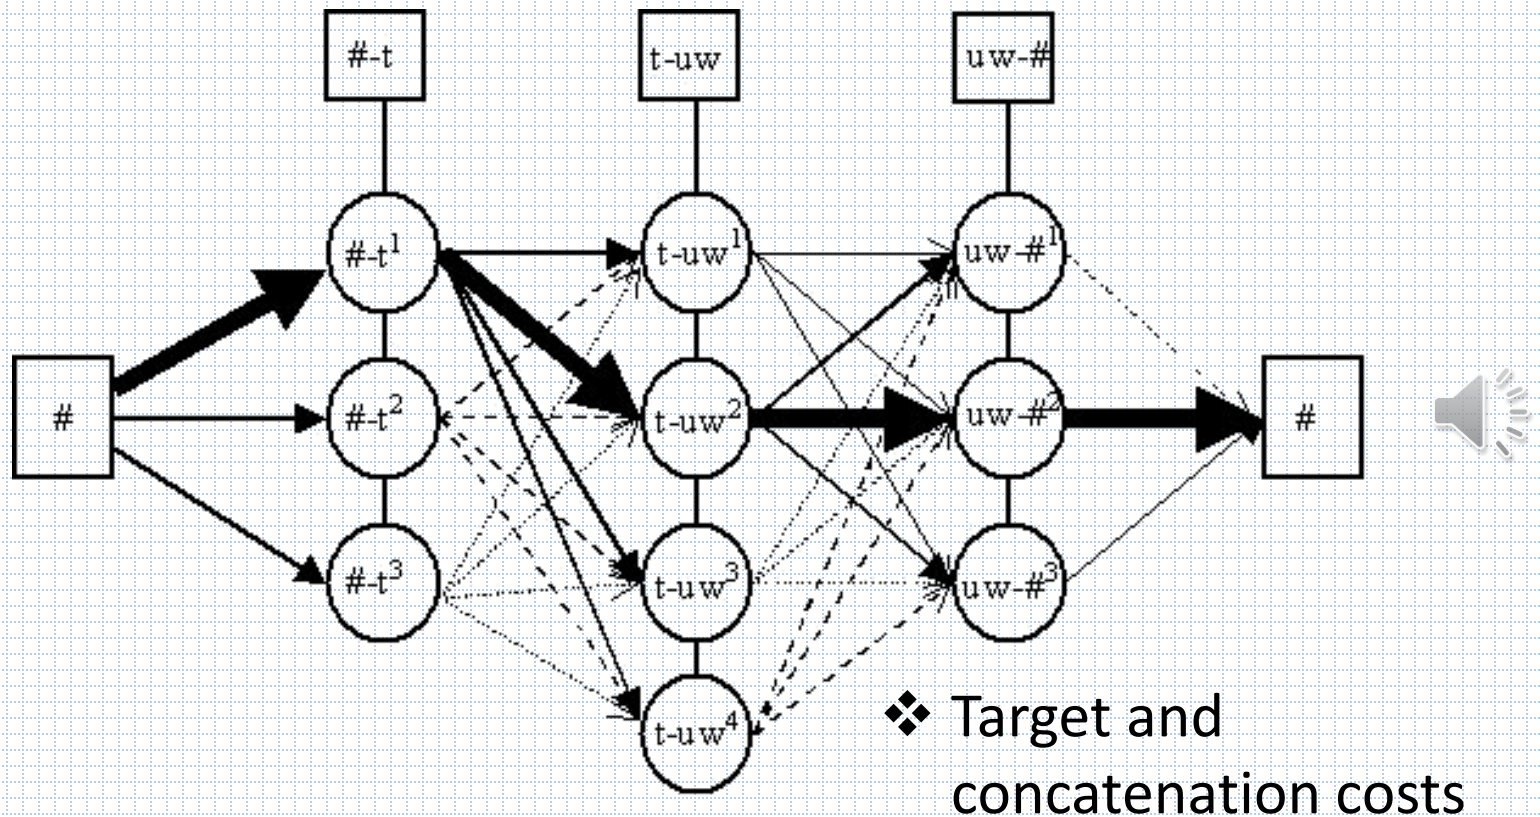 #-t
t-uw
uw-#
#-t1
t-uw1
uw-#1
#
#-t2
t-uw2
uw-#2
#
#-t3
t-uw3
uw-#3
t-uw4
❖ Target and
concatenation costs